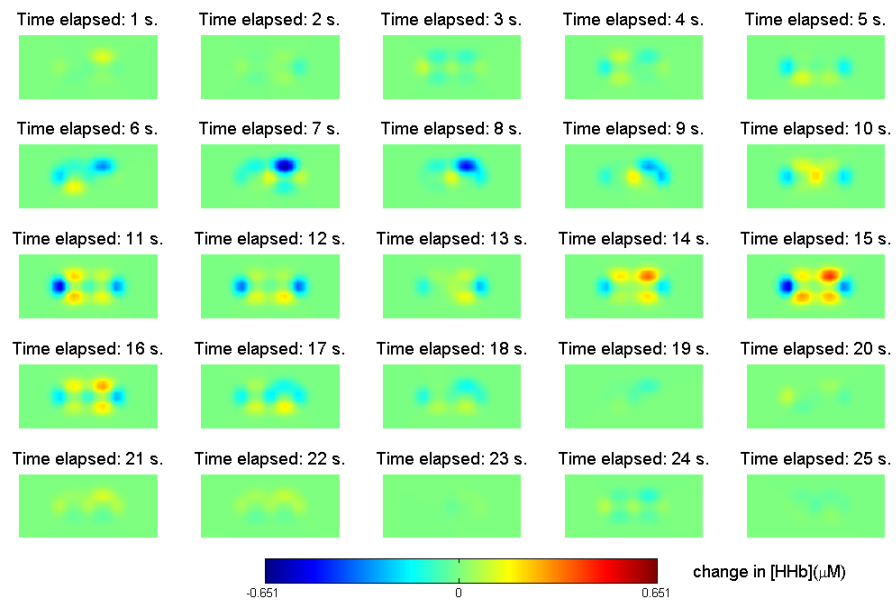 Time elapsed: 1 s. Time elapsed: 2 s. Time elapsed: 3 s. Time elapsed: 4 s. Time elapsed: 5 s.
Time elapsed: 6 s. Time elapsed: 7 s. Time elapsed: 8 s. Time elapsed: 9 s. Time elapsed: 10 s.
Time elapsed: 11 s. Time elapsed: 12 s. Time elapsed: 13 s. Time elapsed: 14 s. Time elapsed: 15 s.
Time elapsed: 16 s. Time elapsed: 17 s. Time elapsed: 18 s. Time elapsed: 19 s. Time elapsed: 20 s.
Time elapsed: 21 s. Time elapsed: 22 s. Time elapsed: 23 s. Time elapsed: 24 s. Time elapsed: 25 s.
change in [HHb](μM)
-0.651 0 0.651